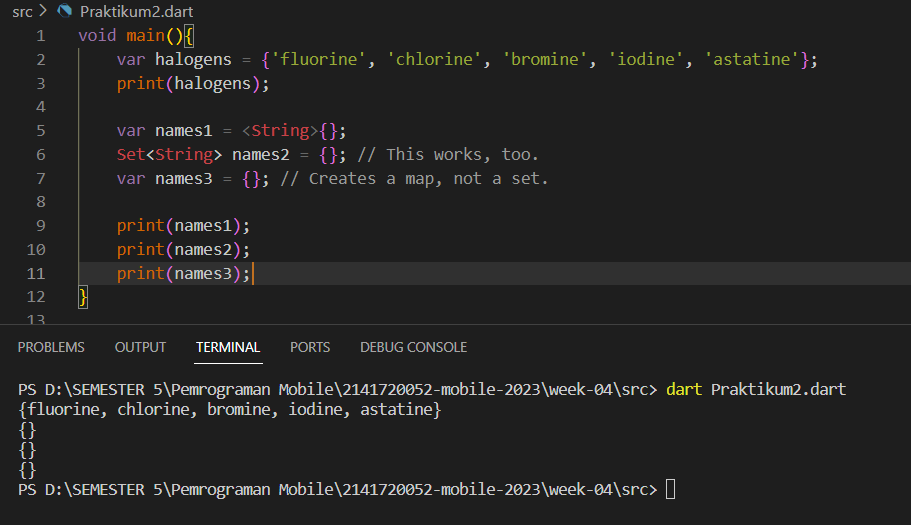 src > Praktikum2.dart
1 void main(){
2 var halogens = {'fluorine', 'chlorine', 'bromine', 'iodine', 'astatine'};
3 print(halogens);
4
5 var names1 = <String>{};
6 Set<String> names2 = {}; // This works, too.
7 var names3 = {}; // Creates a map, not a set.
8
9 print(names1);
10 print(names2);
11 print(names3);
12 }
13
PROBLEMS OUTPUT TERMINAL PORTS DEBUG CONSOLE
PS D:\SEMESTER 5\Pemrograman Mobile\2141720052-mobile-2023\week-04\src> dart Praktikum2.dart
{fluorine, chlorine, bromine, iodine, astatine}
{}
{}
{}
PS D:\SEMESTER 5\Pemrograman Mobile\2141720052-mobile-2023\week-04\src>